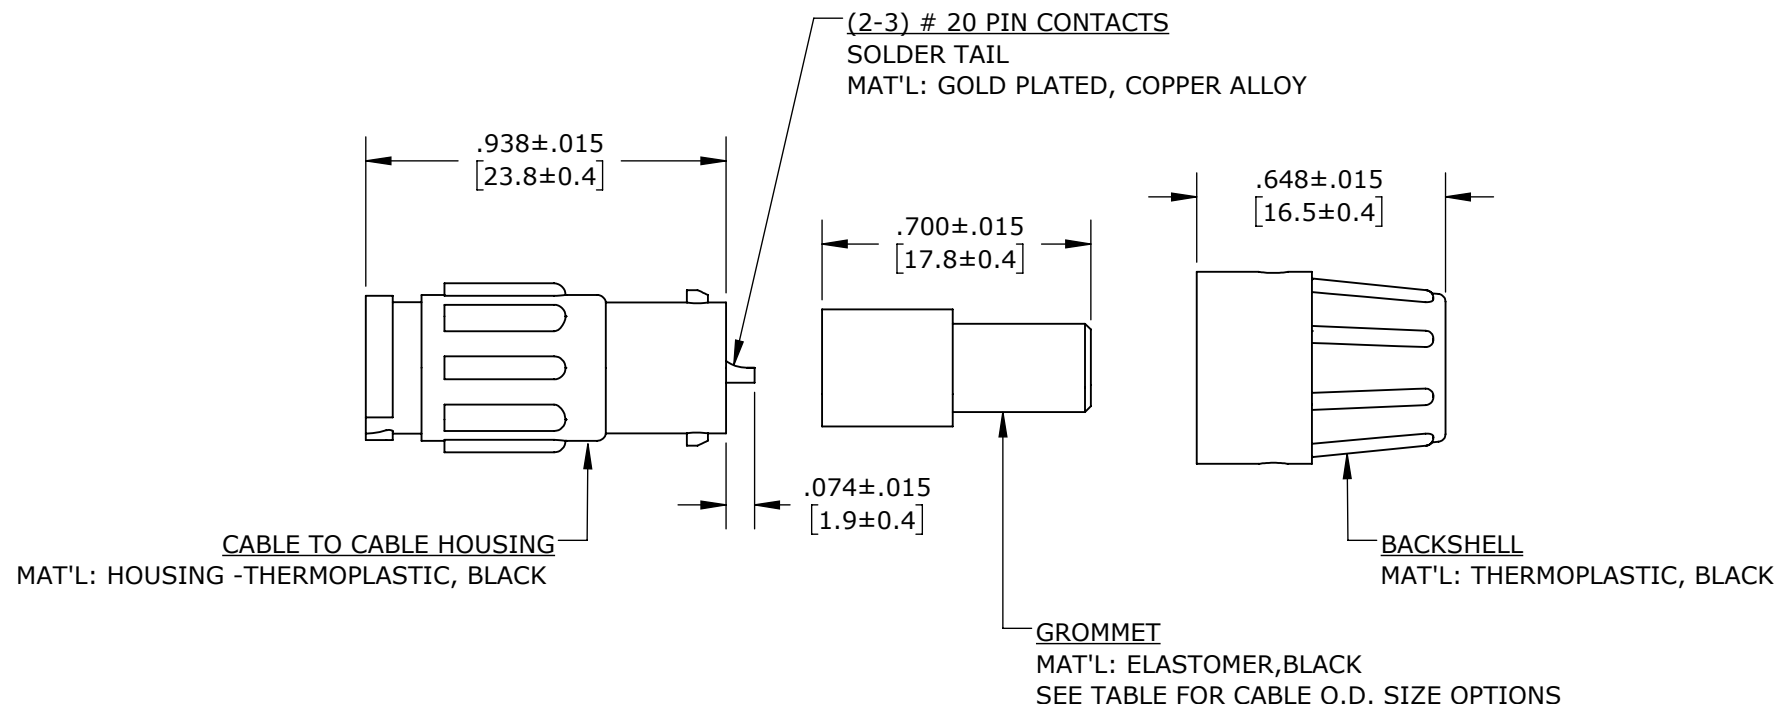 (2-3) # 20 PIN CONTACTS
SOLDER TAIL
MAT'L: GOLD PLATED, COPPER ALLOY
.938±.015
[23.8±0.4]
.700±.015
[17.8±0.4]
.648±.015
[16.5±0.4]
.074±.015
[1.9±0.4]
CABLE TO CABLE HOUSING
MAT'L: HOUSING -THERMOPLASTIC, BLACK
BACKSHELL
MAT'L: THERMOPLASTIC, BLACK
GROMMET
MAT'L: ELASTOMER,BLACK
SEE TABLE FOR CABLE O.D. SIZE OPTIONS